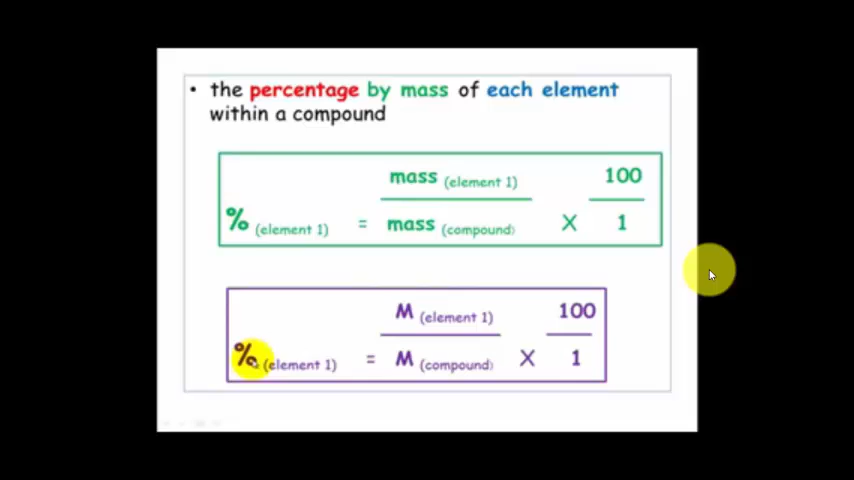 • the percentage by mass of each element
within a compound
mass (element 1) 100
% (element 1) = mass (compound) X 1
M (element 1) 100
% (element 1) = M (compound) X 1